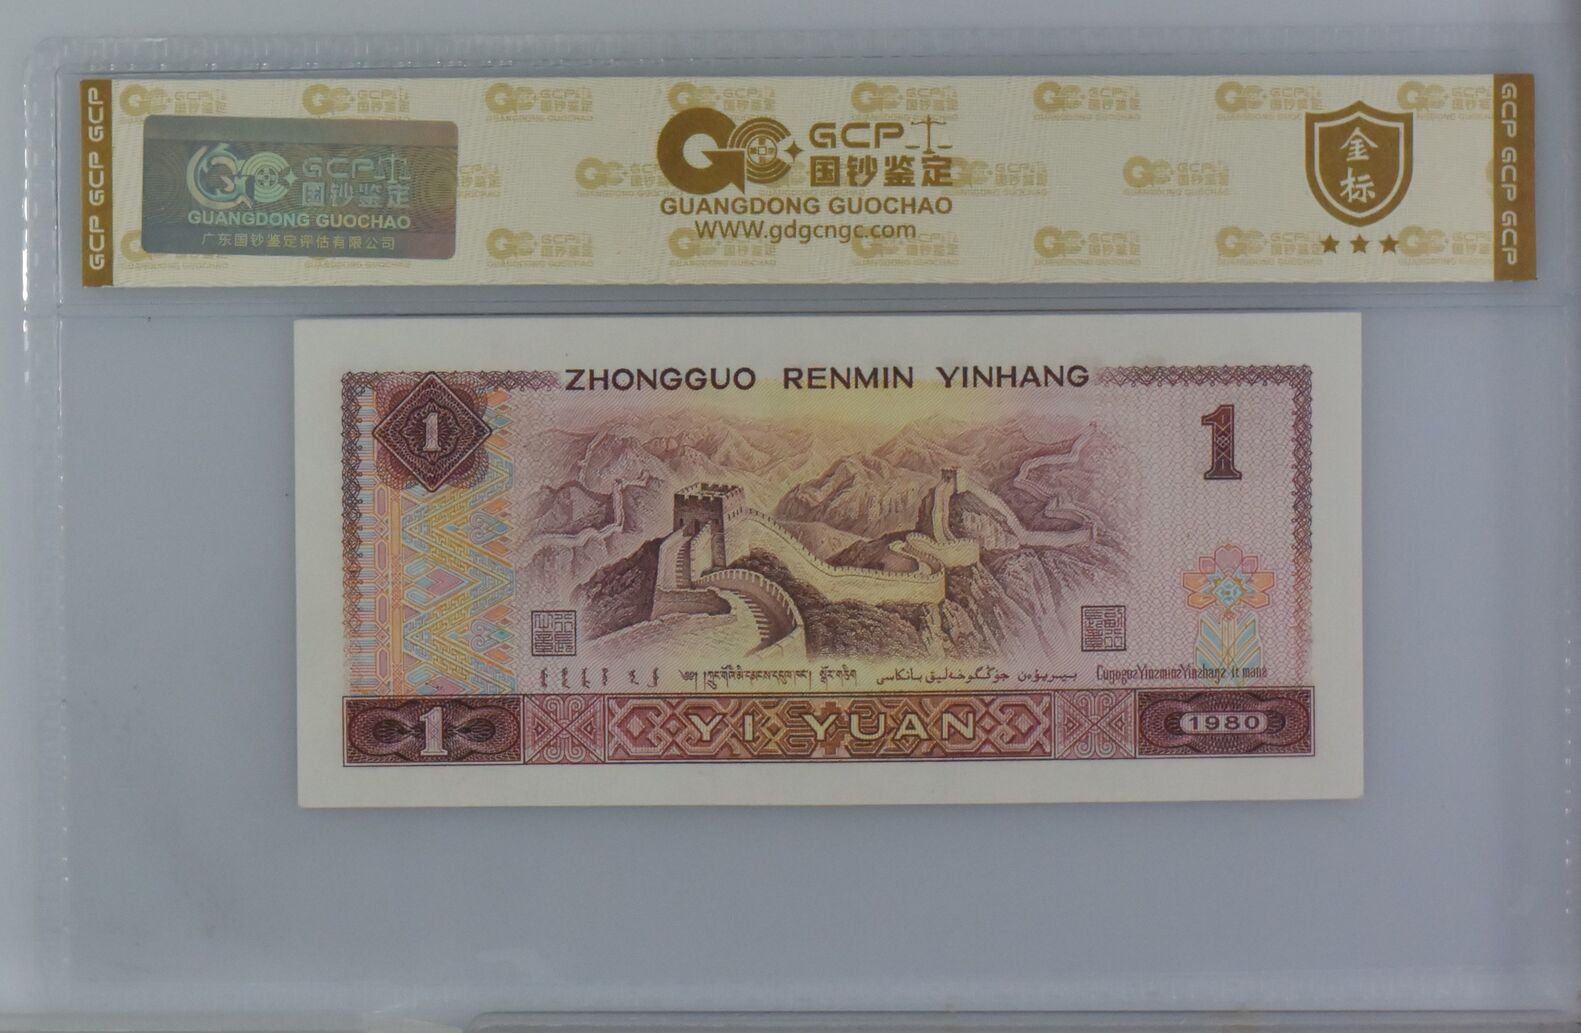 GCP GCP GCP
GCP
国钞鉴定
GUANGDONG GUOCHAO
广东国钞鉴定评估有限公司
GCP
国钞鉴定
GUANGDONG GUOCHAO
WWW.gdgcngc.com
金标
GCP GCP GCP
ZHONGGUO RENMIN YINHANG
1
1
YI YUAN
1
1980